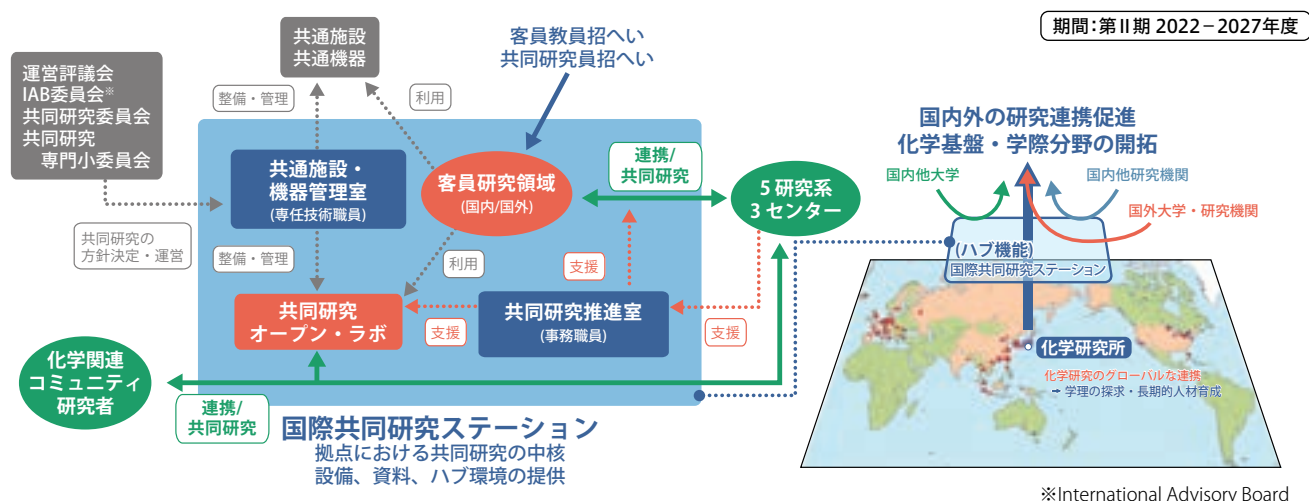 期間:第Ⅱ期 2022−2027年度
共通施設
共通機器
客員教員招へい
共同研究員招へい
運営評議会
IAB委員会※
共同研究委員会
共同研究
専門小委員会
整備・管理
利用
国内外の研究連携促進
化学基盤・学際分野の開拓
共通施設・
機器管理室
(専任技術職員)
客員研究領域
(国内/国外)
連携/
共同研究
5研究系
3センター
国内他大学
国内他研究機関
国外大学・研究機関
共同研究の
方針決定・運営
整備・管理
利用
支援
(ハブ機能)
国際共同研究ステーション
共同研究
オープン・ラボ
支援
共同研究推進室
(事務職員)
支援
化学研究所
化学関連
コミュニティ
研究者
化学研究のグローバルな連携
➡ 学理の探求・長期的人材育成
連携/
共同研究
国際共同研究ステーション
拠点における共同研究の中核
設備、資料、ハブ環境の提供
※International Advisory Board